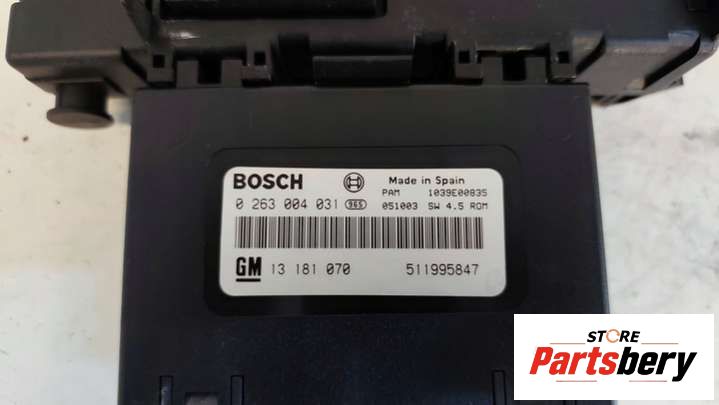 BOSCH Made in Spain
PAM 1039E00835
0 263 004 031 965 051003 SW 4.5 ROM
GM 13 181 070 511995847
STORE
Partsbery